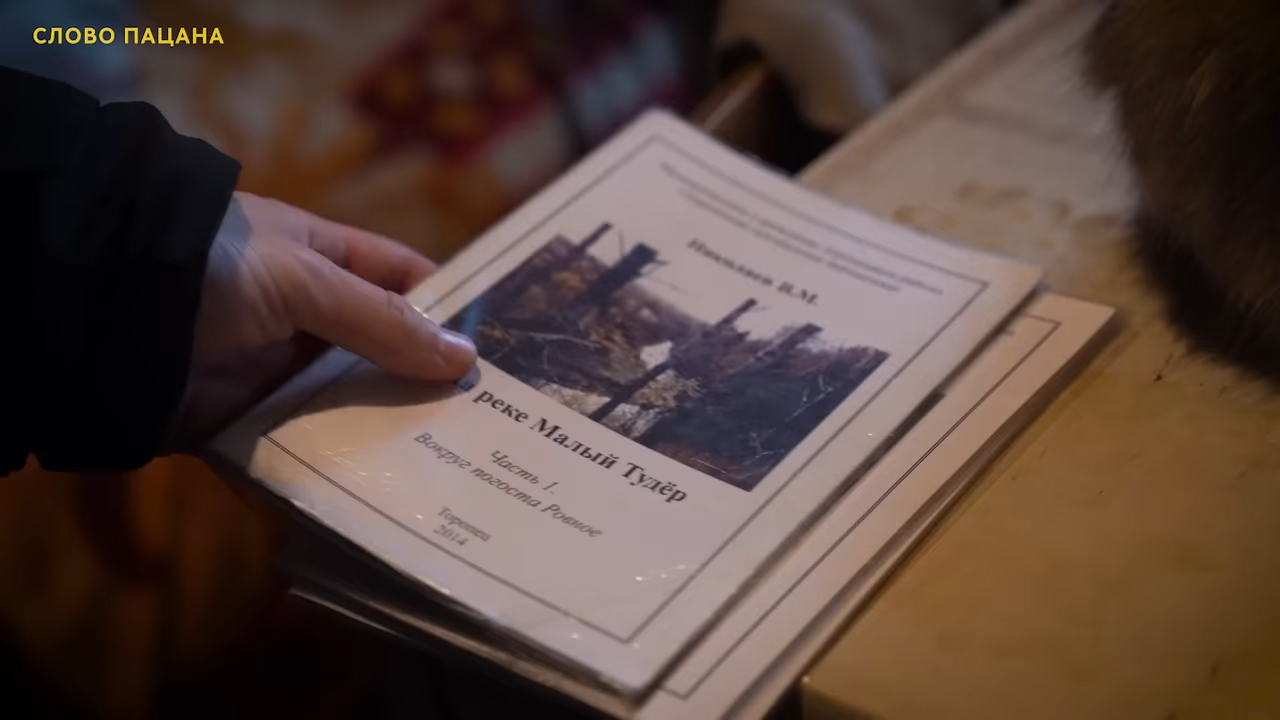 СЛОВО ПАЦАНА
Николаев В.М.
реке Малый Тудёр
Часть 1.
Вокруг погоста Ровное
Торопец
2014